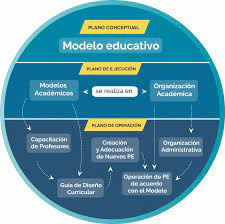 PLANO CONCEPTUAL
Modelo educativo
PLANO DE EJECUCIÓN
Modelos
Académicos
se realiza en
Organización
Académica
PLANO DE OPERACIÓN
Capacitación
de Profesores
Creación y
Adecuación
de Nuevos PE
Organización
Administrativa
Guía de Diseño
Curricular
Operación de PE
de acuerdo
con el Modelo